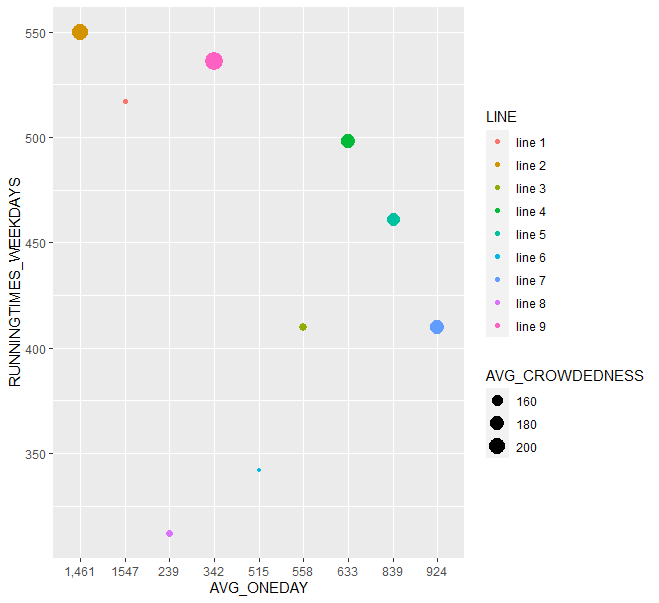 550
500
450
400
350
RUNNINGTIMES_WEEKDAYS
1,461 1547 239 342 515 558 633 839 924
AVG_ONEDAY
LINE
line 1
line 2
line 3
line 4
line 5
line 6
line 7
line 8
line 9
AVG_CROWDEDNESS
160
180
200